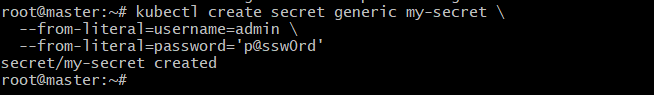 root@master:~# kubectl create secret generic my-secret \
  --from-literal=username=admin \
  --from-literal=password='p@ssw0rd'
secret/my-secret created
root@master:~#